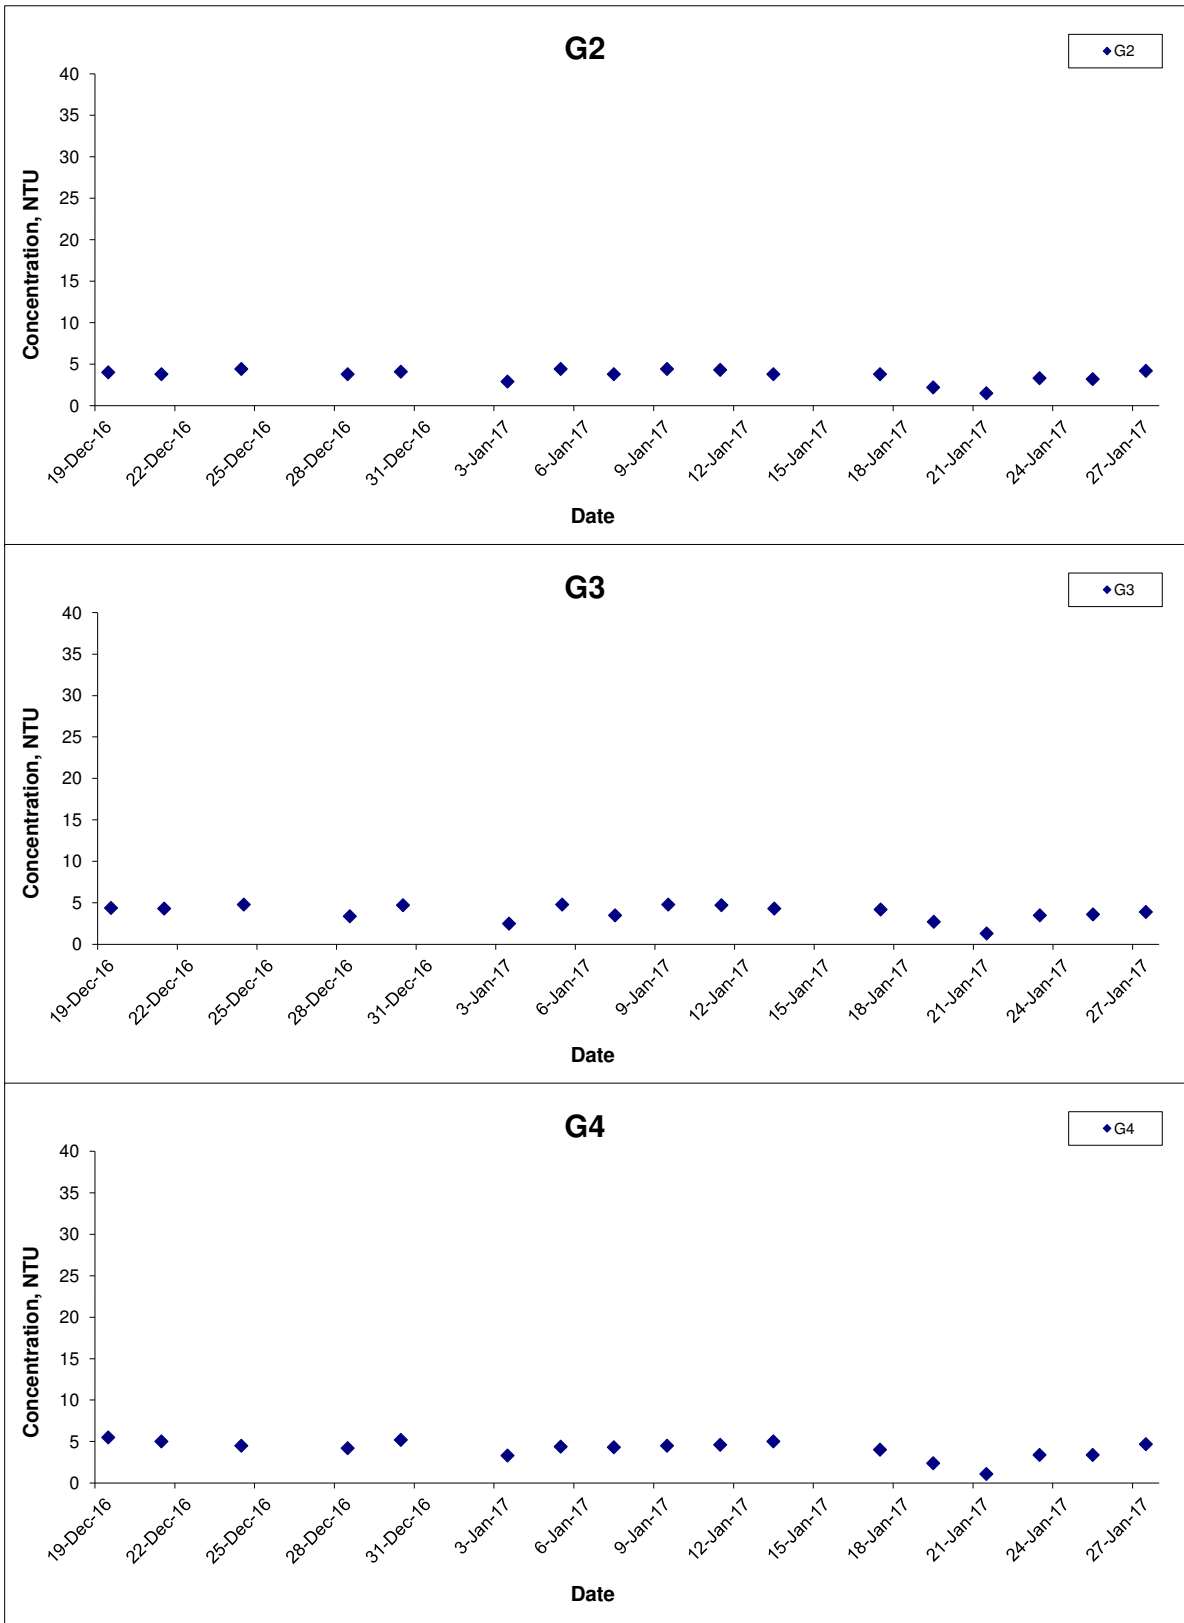 G2
G2
40
35
30
25
20
15
10
5
0
Concentration, NTU
19-Dec-16
22-Dec-16
25-Dec-16
28-Dec-16
31-Dec-16
3-Jan-17
6-Jan-17
9-Jan-17
12-Jan-17
15-Jan-17
18-Jan-17
21-Jan-17
24-Jan-17
27-Jan-17
Date
G3
G3
40
35
30
25
20
15
10
5
0
Concentration, NTU
19-Dec-16
22-Dec-16
25-Dec-16
28-Dec-16
31-Dec-16
3-Jan-17
6-Jan-17
9-Jan-17
12-Jan-17
15-Jan-17
18-Jan-17
21-Jan-17
24-Jan-17
27-Jan-17
Date
G4
G4
40
35
30
25
20
15
10
5
0
Concentration, NTU
19-Dec-16
22-Dec-16
25-Dec-16
28-Dec-16
31-Dec-16
3-Jan-17
6-Jan-17
9-Jan-17
12-Jan-17
15-Jan-17
18-Jan-17
21-Jan-17
24-Jan-17
27-Jan-17
Date